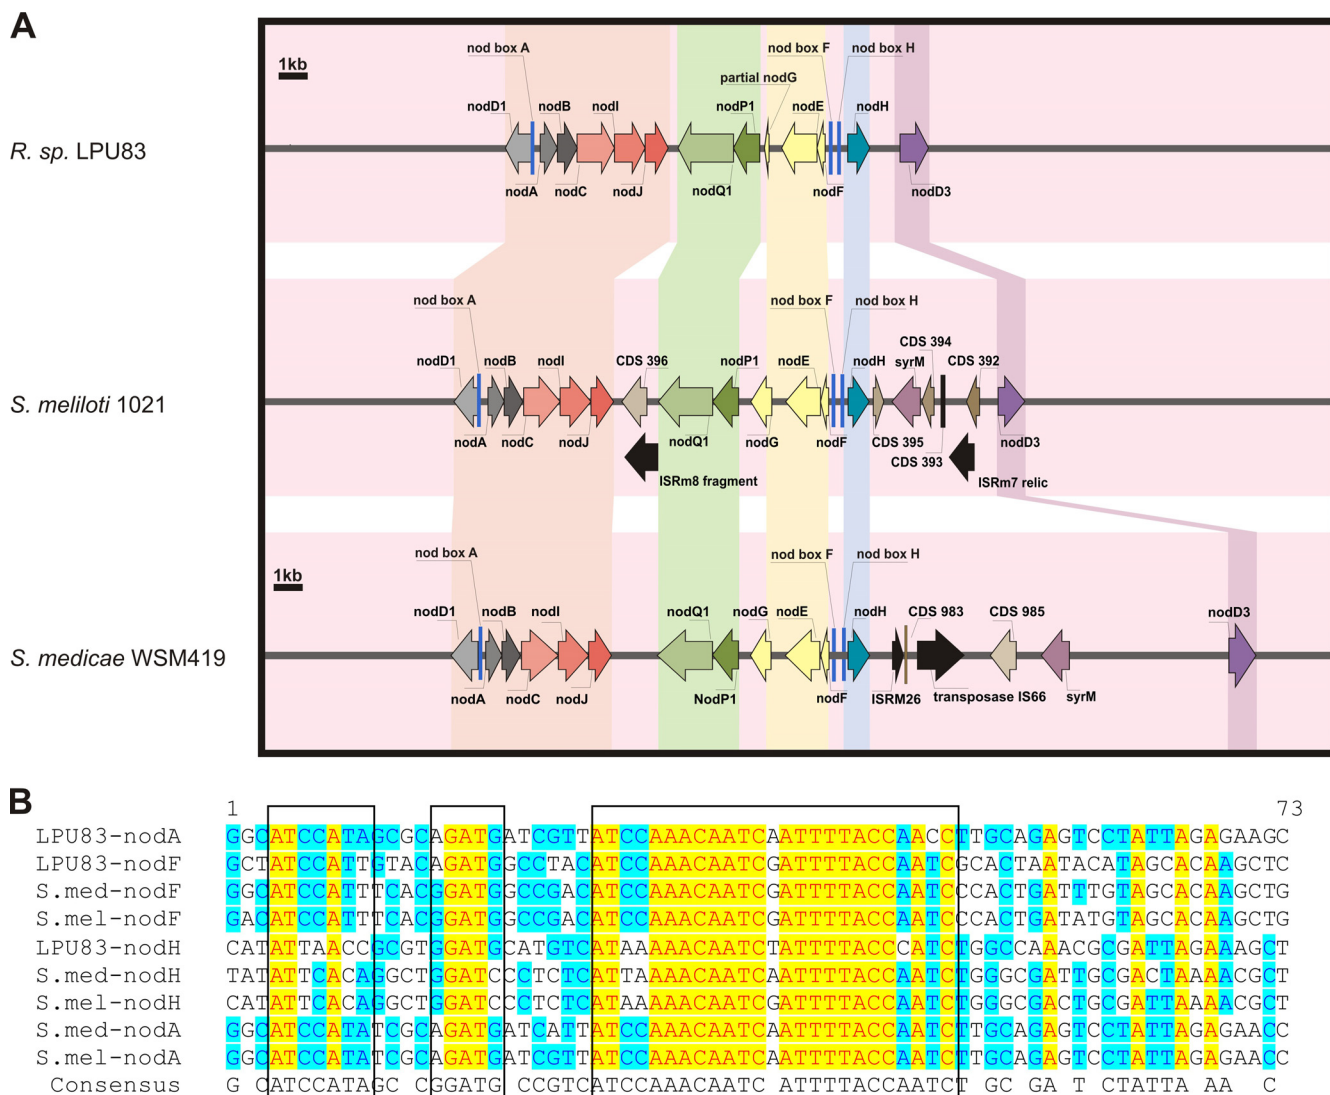 A
nod box A
nod box F
nod box H
1kb
partial nodG
nodD1
nodB
nodI
nodP1
nodE
nodH
R. sp. LPU83
nodA
nodC
nodJ
nodQ1
nodF
nodD3
nod box A
nod box F
nod box H
CDS 394
nodD1
nodB
nodI
CDS 396
nodP1
nodE
nodH
syrM
CDS 392
S. meliloti 1021
nodA
nodC
nodJ
nodQ1
nodG
nodF
CDS 395
nodD3
CDS 393
ISRm8 fragment
ISRm7 relic
nod box A
nod box F
nod box H
1kb
nodD1
nodB
nodI
nodQ1
nodG
nodE
nodH
CDS 983
CDS 985
nodD3
S. medicae WSM419
nodA
nodC
nodJ
NodP1
nodF
ISRM26
transposase IS66
syrM
B
1 73
LPU83-nodA GGCATCCATAGCGCAGATGATCGTTATCCAAACAATCAATTTTACCAACCTTGCAGAGTCCTATTAGAGAAGC
LPU83-nodF GCTATCCATTGTACAGATGGCCTACATCCAAACAATCGATTTTACCAATCGCACTAATACATAGCACAAGCTC
S.med-nodF GGCATCCATTTCACGGATGGCCGACATCCAAACAATCGATTTTACCAATCCCACTGATTTGTAGCACAAGCTG
S.mel-nodF GACATCCATTTCACGGATGGCCGACATCCAAACAATCGATTTTACCAATCCCACTGATATGTAGCACAAGCTG
LPU83-nodH CATATTAACCGCGTGGATGCATGTCATAAAAACAATCTATTTTACCCATCTGGCCAAACGCGATTAGAAAGCT
S.med-nodH TATATTCACAGGCTGGATCCCTCTCATTAAAACAATCGATTTTACCAATCTGGGCGATTGCGACTAAAACGCT
S.mel-nodH CATATTCACAGGCTGGATCCCTCTCATAAAAACAATCGATTTTACCAATCTGGGCGACTGCGATTAAAACGCT
S.med-nodA GGCATCCATATCGCAGATGATCATTATCCAAACAATCAATTTTACCAATCTTGCAGAGTCCTATTAGAGAACC
S.mel-nodA GGCATCCATATCGCAGATGATCGTTATCCAAACAATCAATTTTACCAATCTTGCAGAGTCCTATTAGAGAACC
Consensus G CATCCATAGC CGGATG CCGTCATCCAAACAATC ATTTTACCAATCT GC GA T CTATTA AA C